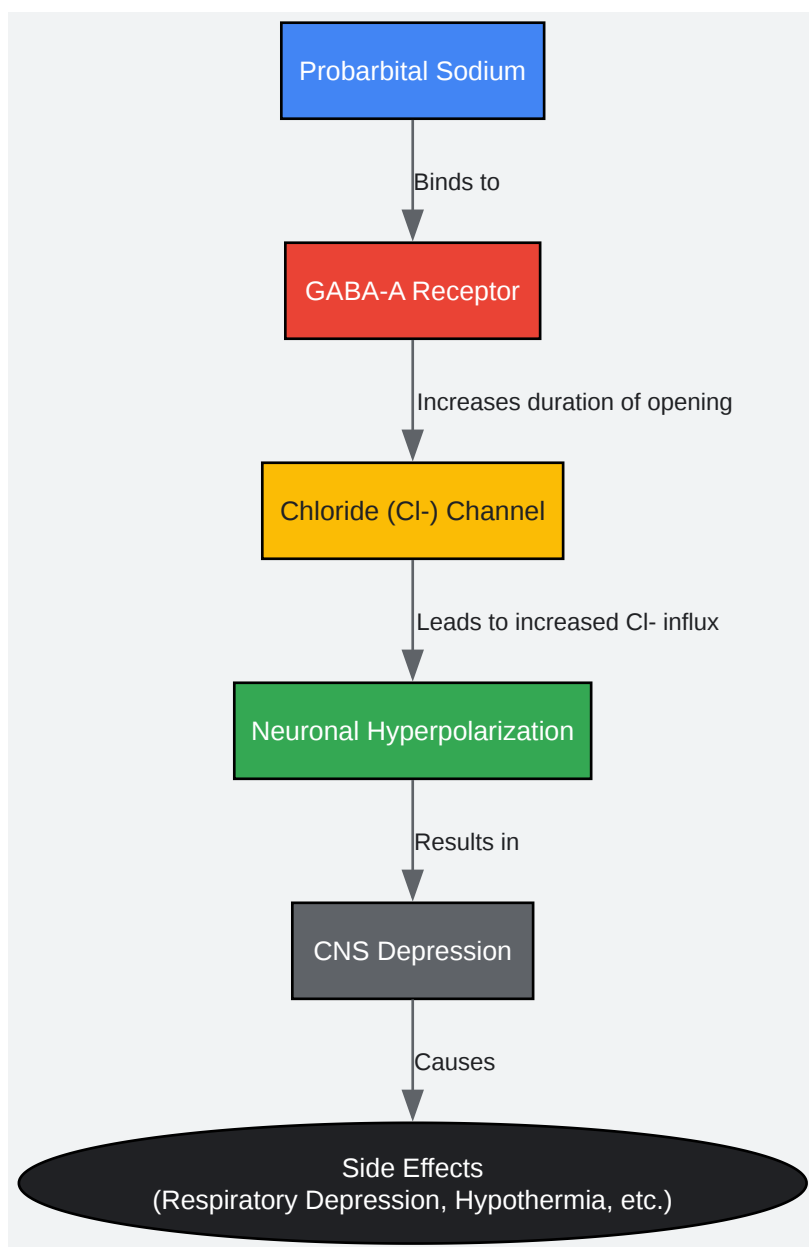 Probarbital Sodium
Binds to
GABA-A Receptor
Increases duration of opening
Chloride (Cl-) Channel
Leads to increased Cl- influx
Neuronal Hyperpolarization
Results in
CNS Depression
Causes
Side Effects
(Respiratory Depression, Hypothermia, etc.)